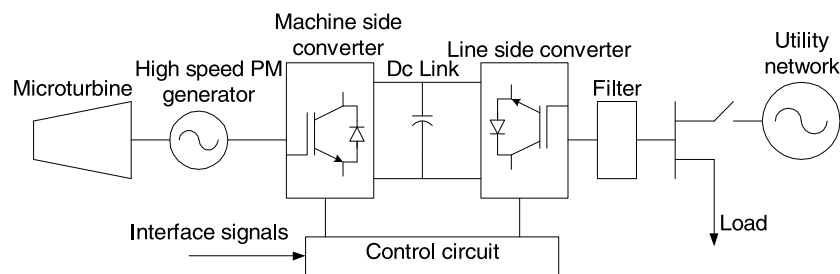 Machine side
converter
Line side converter
Utility
network
High speed PM
generator
Dc Link
Microturbine
Filter
Load
Interface signals
Control circuit